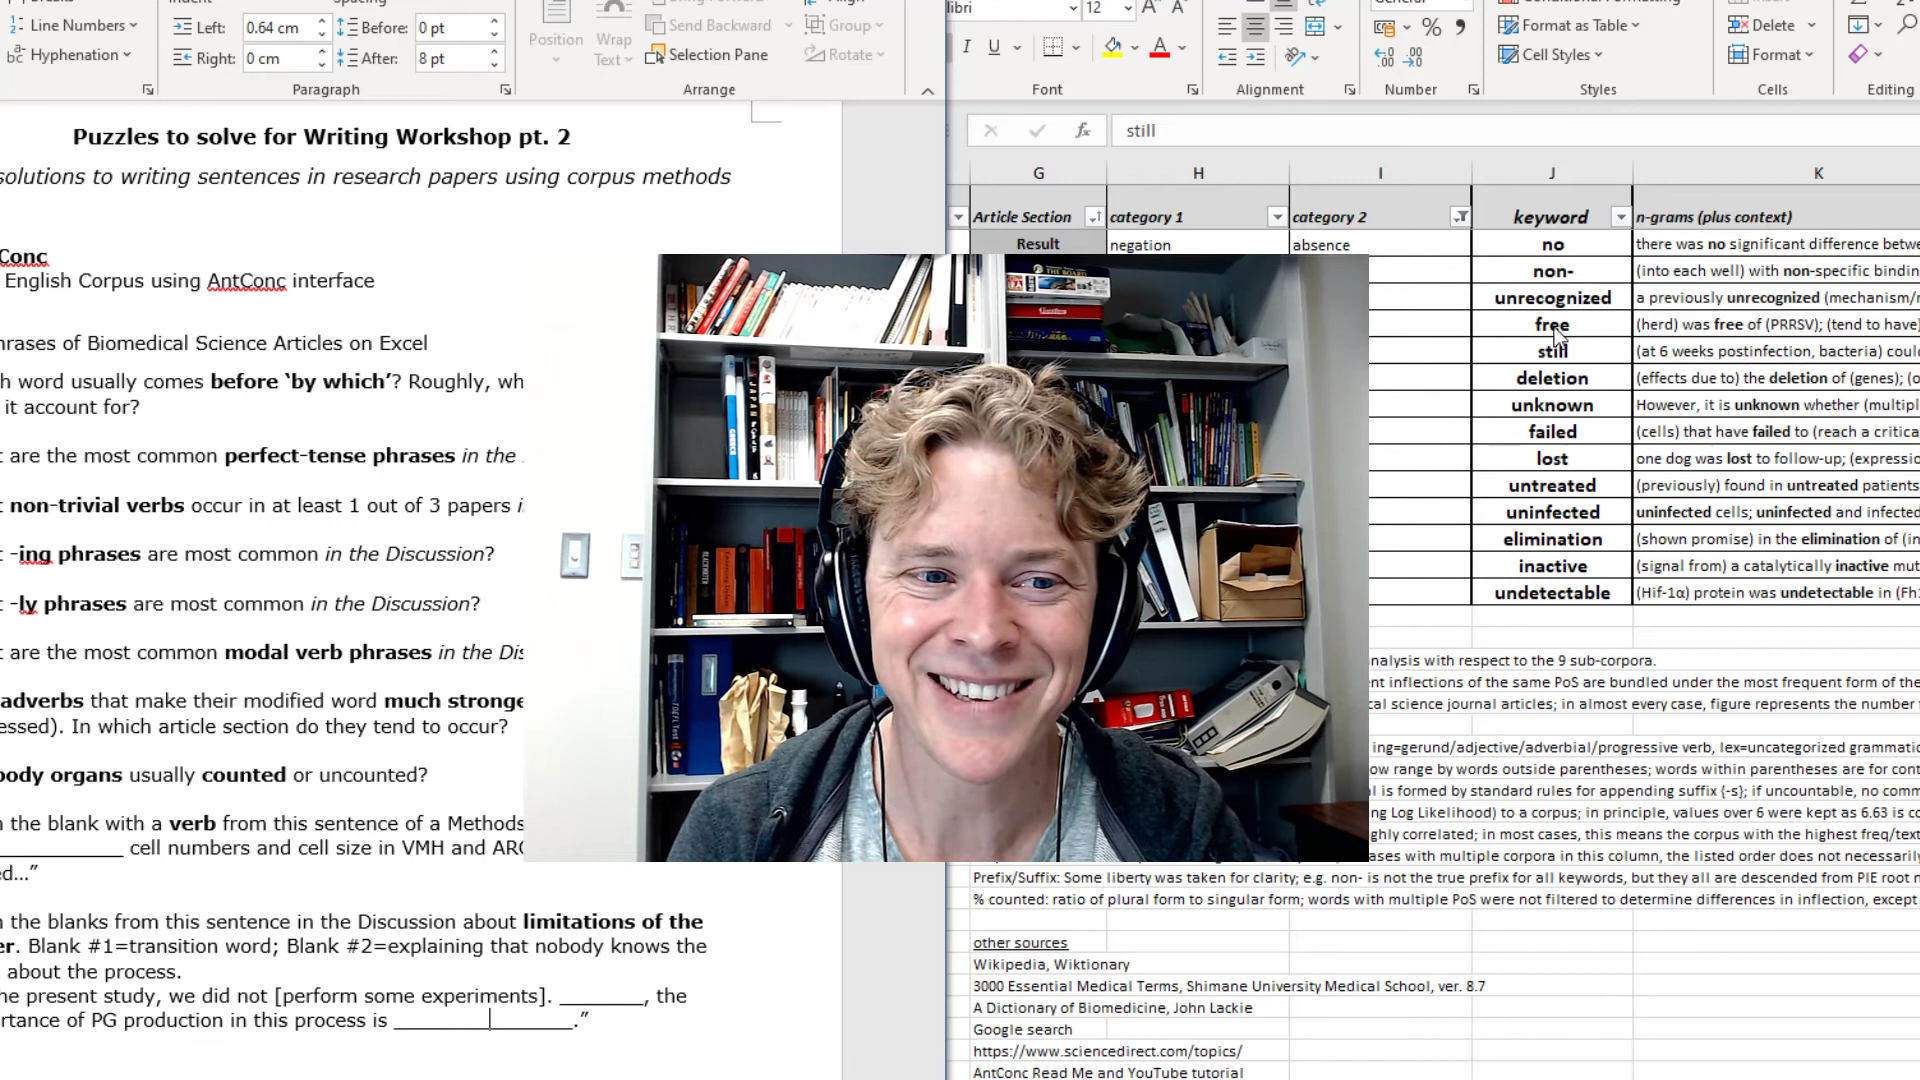 Line Numbers
Hyphenation
Left:
0.64 cm
Right:
0 cm
Before:
0 pt
After:
8 pt
Paragraph
Position
Wrap
Text
Send Backward
Selection Pane
Group
Rotate
Arrange
12
Font
Alignment
Number
Format as Table
Cell Styles
Styles
Delete
Format
Cells
Editing
Puzzles to solve for Writing Workshop pt. 2
solutions to writing sentences in research papers using corpus methods
Conc
English Corpus using AntConc interface
hrases of Biomedical Science Articles on Excel
h word usually comes before ‘by which’? Roughly, wh
it account for?
t are the most common perfect-tense phrases in the
t non-trivial verbs occur in at least 1 out of 3 papers i
t -ing phrases are most common in the Discussion?
t -ly phrases are most common in the Discussion?
t are the most common modal verb phrases in the Dis
adverbs that make their modified word much stronge
essed). In which article section do they tend to occur?
body organs usually counted or uncounted?
n the blank with a verb from this sentence of a Methods
____________ cell numbers and cell size in VMH and ARC
ed…”
n the blanks from this sentence in the Discussion about limitations of the
er. Blank #1=transition word; Blank #2=explaining that nobody knows the
about the process.
he present study, we did not [perform some experiments]. ________, the
rtance of PG production in this process is _________________.”
still
G H I J K
Article Section category 1 category 2 keyword n-grams (plus context)
Result negation absence no there was no significant difference betwe
non- (into each well) with non-specific bindin
unrecognized a previously unrecognized (mechanism/r
free (herd) was free of (PRRSV); (tend to have)
still (at 6 weeks postinfection, bacteria) coul
deletion (effects due to) the deletion of (genes); (o
unknown However, it is unknown whether (multip
failed (cells) that have failed to (reach a critica
lost one dog was lost to follow-up; (expression
untreated (previously) found in untreated patients
uninfected uninfected cells; uninfected and infected
elimination (shown promise) in the elimination of (in
inactive (signal from) a catalytically inactive mut
undetectable (Hif-1α) protein was undetectable in (Fh1
nalysis with respect to the 9 sub-corpora.
nt inflections of the same PoS are bundled under the most frequent form of the
cal science journal articles; in almost every case, figure represents the number
ing=gerund/adjective/adverbial/progressive verb, lex=uncategorized grammatic
ow range by words outside parentheses; words within parentheses are for cont
l is formed by standard rules for appending suffix {-s}; if uncountable, no comm
ng Log Likelihood) to a corpus; in principle, values over 6 were kept as 6.63 is co
ghly correlated; in most cases, this means the corpus with the highest freq/text
ases with multiple corpora in this column, the listed order does not necessarily
Prefix/Suffix: Some liberty was taken for clarity; e.g. non- is not the true prefix for all keywords, but they all are descended from PIE root n
% counted: ratio of plural form to singular form; words with multiple PoS were not filtered to determine differences in inflection, except
other sources
Wikipedia, Wiktionary
3000 Essential Medical Terms, Shimane University Medical School, ver. 8.7
A Dictionary of Biomedicine, John Lackie
Google search
https://www.sciencedirect.com/topics/
AntConc Read Me and YouTube tutorial